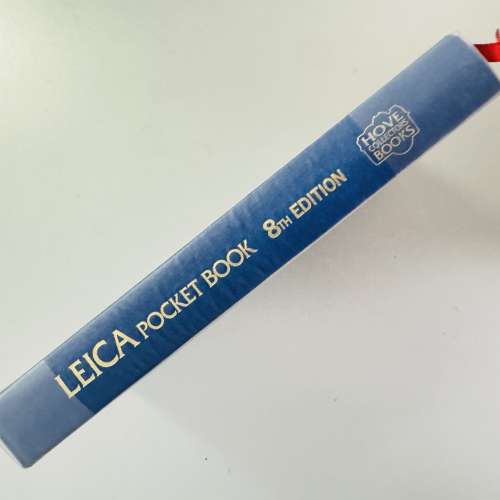 LEICA POCKET BOOK 8TH EDITION
HOVE
COLLECTORS
BOOKS